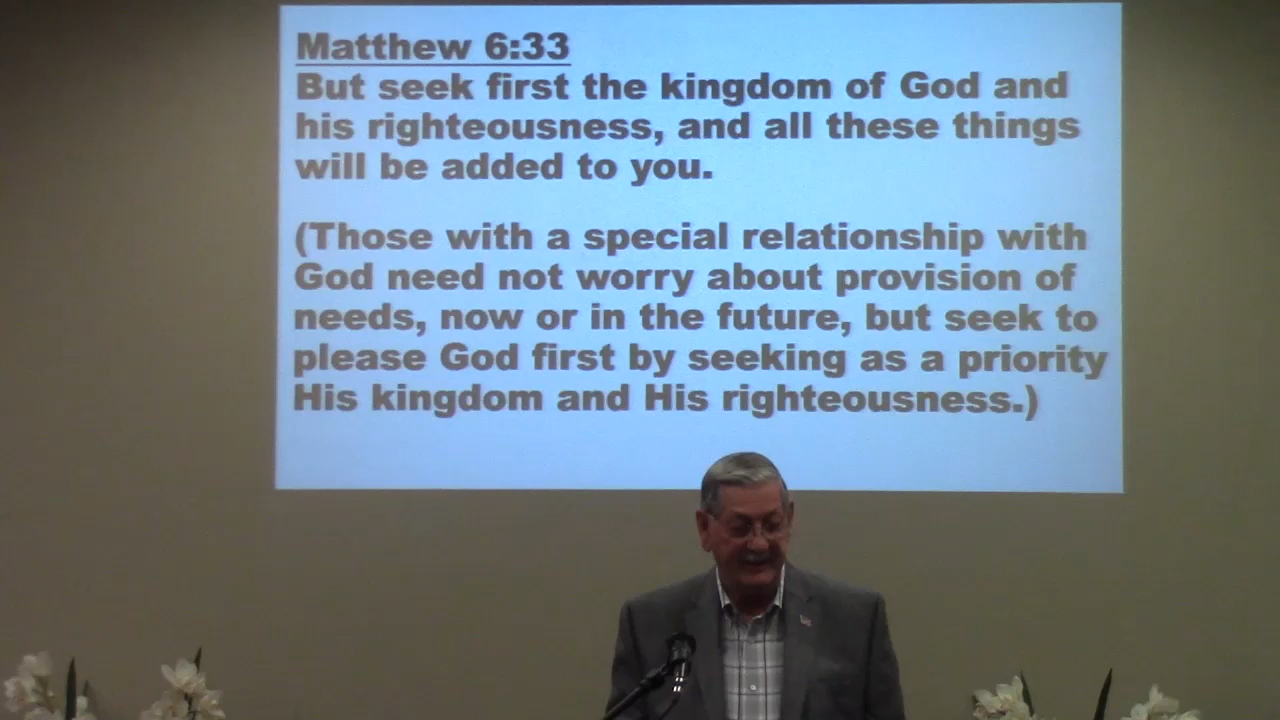 Matthew 6:33
But seek first the kingdom of God and
his righteousness, and all these things
will be added to you.
(Those with a special relationship with
God need not worry about provision of
needs, now or in the future, but seek to
please God first by seeking as a priority
His kingdom and His righteousness.)